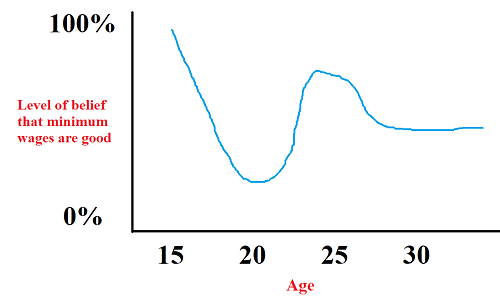 100%
Level of belief
that minimum
wages are good
0%
15 20 25 30
Age